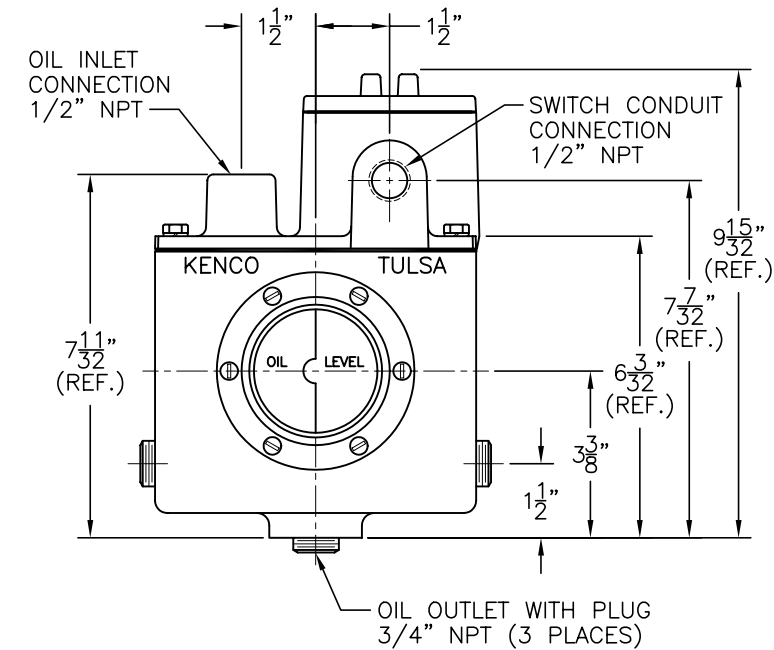 1 1/2"
1 1/2"
OIL INLET
CONNECTION
1/2" NPT
SWITCH CONDUIT
CONNECTION
1/2" NPT
9 15/32"
(REF.)
KENCO TULSA
7 7/32"
(REF.)
7 11/32"
(REF.)
OIL LEVEL
6 3/32"
(REF.)
3 3/8"
1 1/2"
OIL OUTLET WITH PLUG
3/4" NPT (3 PLACES)